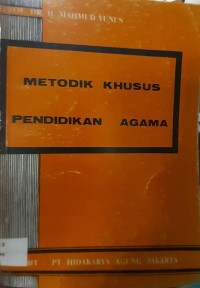 H. MAHMUD YUNUS
METODIK KHUSUS
PENDIDIKAN AGAMA
PT HIDAKARYA AGUNG JAKARTA